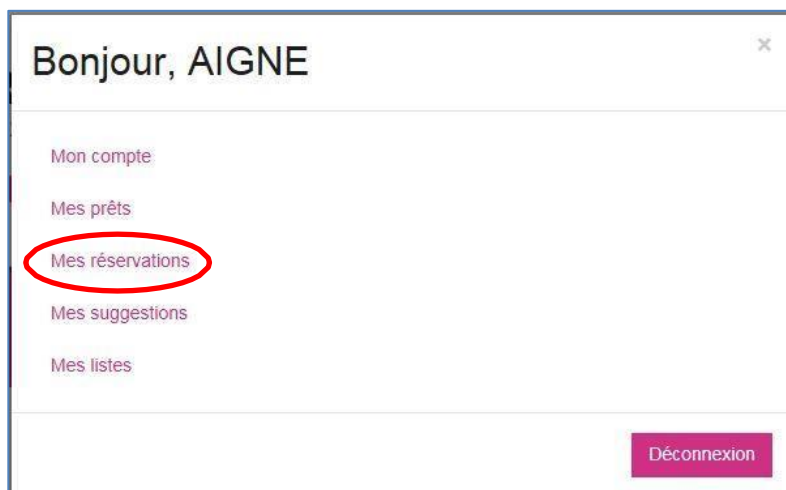 Bonjour, AIGNE
×
Mon compte
Mes prêts
Mes réservations
Mes suggestions
Mes listes
Déconnexion